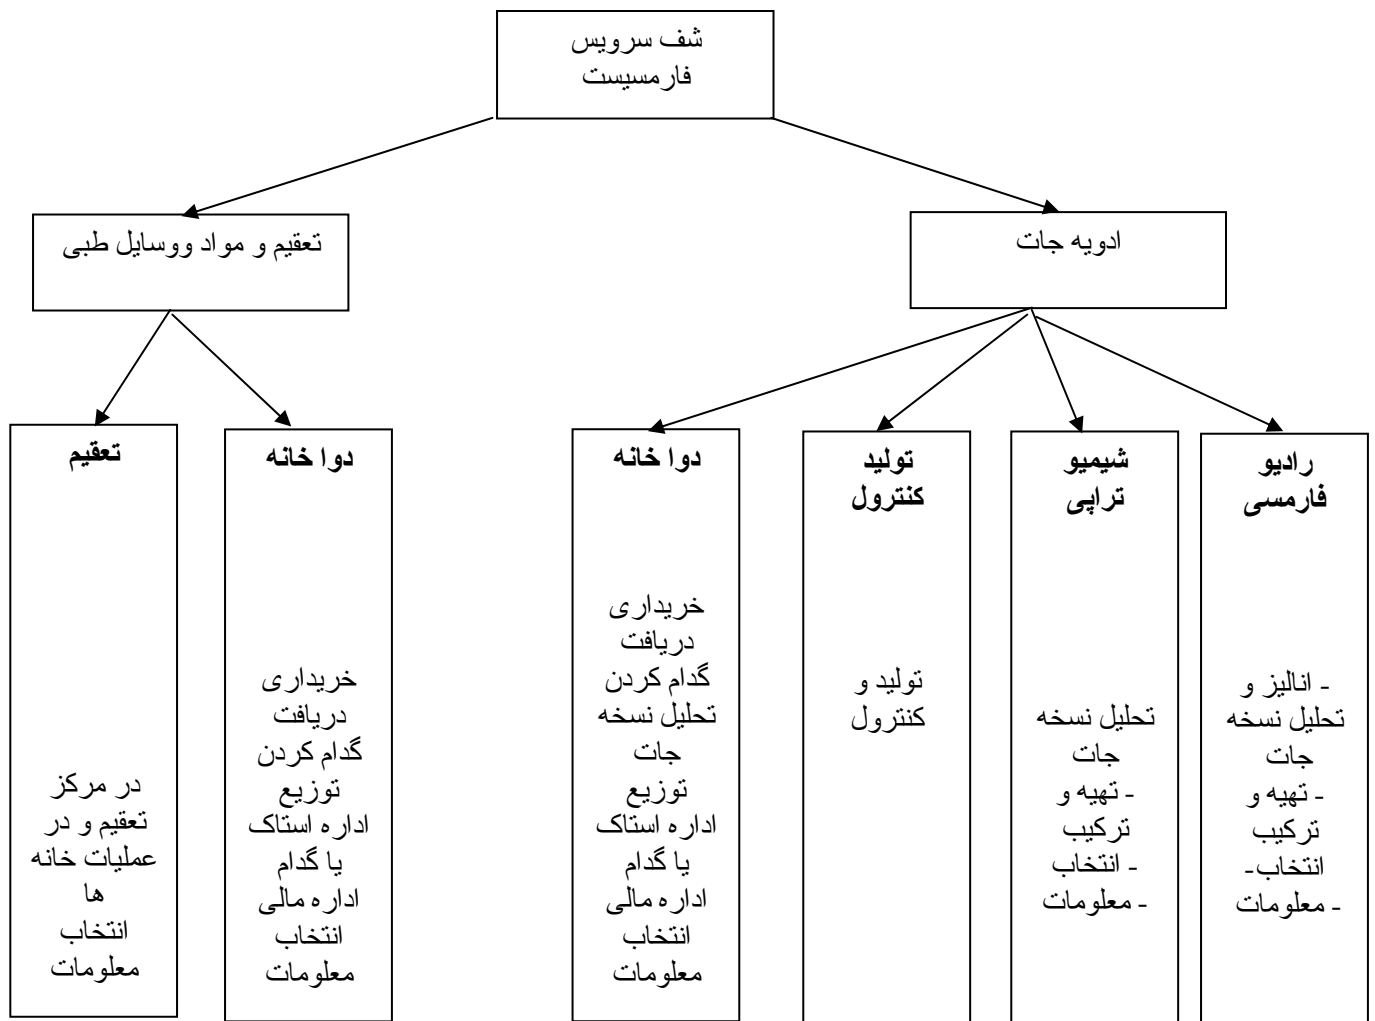 شف سرویس
فارمسیست
ادویه جات
تعقیم و مواد ووسایل طبی
رادیو
فارمسی
- انالیز و
تحلیل نسخه
جات
- تهیه و
ترکیب
انتخاب-
- معلومات
شیمیو
تراپی
تحلیل نسخه
جات
- تهیه و
ترکیب
- انتخاب
- معلومات
تولید
کنترول
تولید و
کنترول
دوا خانه
خریداری
دریافت
گدام کردن
تحلیل نسخه
جات
توزیع
اداره استاک
یا گدام
اداره مالی
انتخاب
معلومات
دوا خانه
خریداری
دریافت
گدام کردن
توزیع
اداره استاک
یا گدام
اداره مالی
انتخاب
معلومات
تعقیم
در مرکز
تعقیم و در
عملیات خانه
ها
انتخاب
معلومات